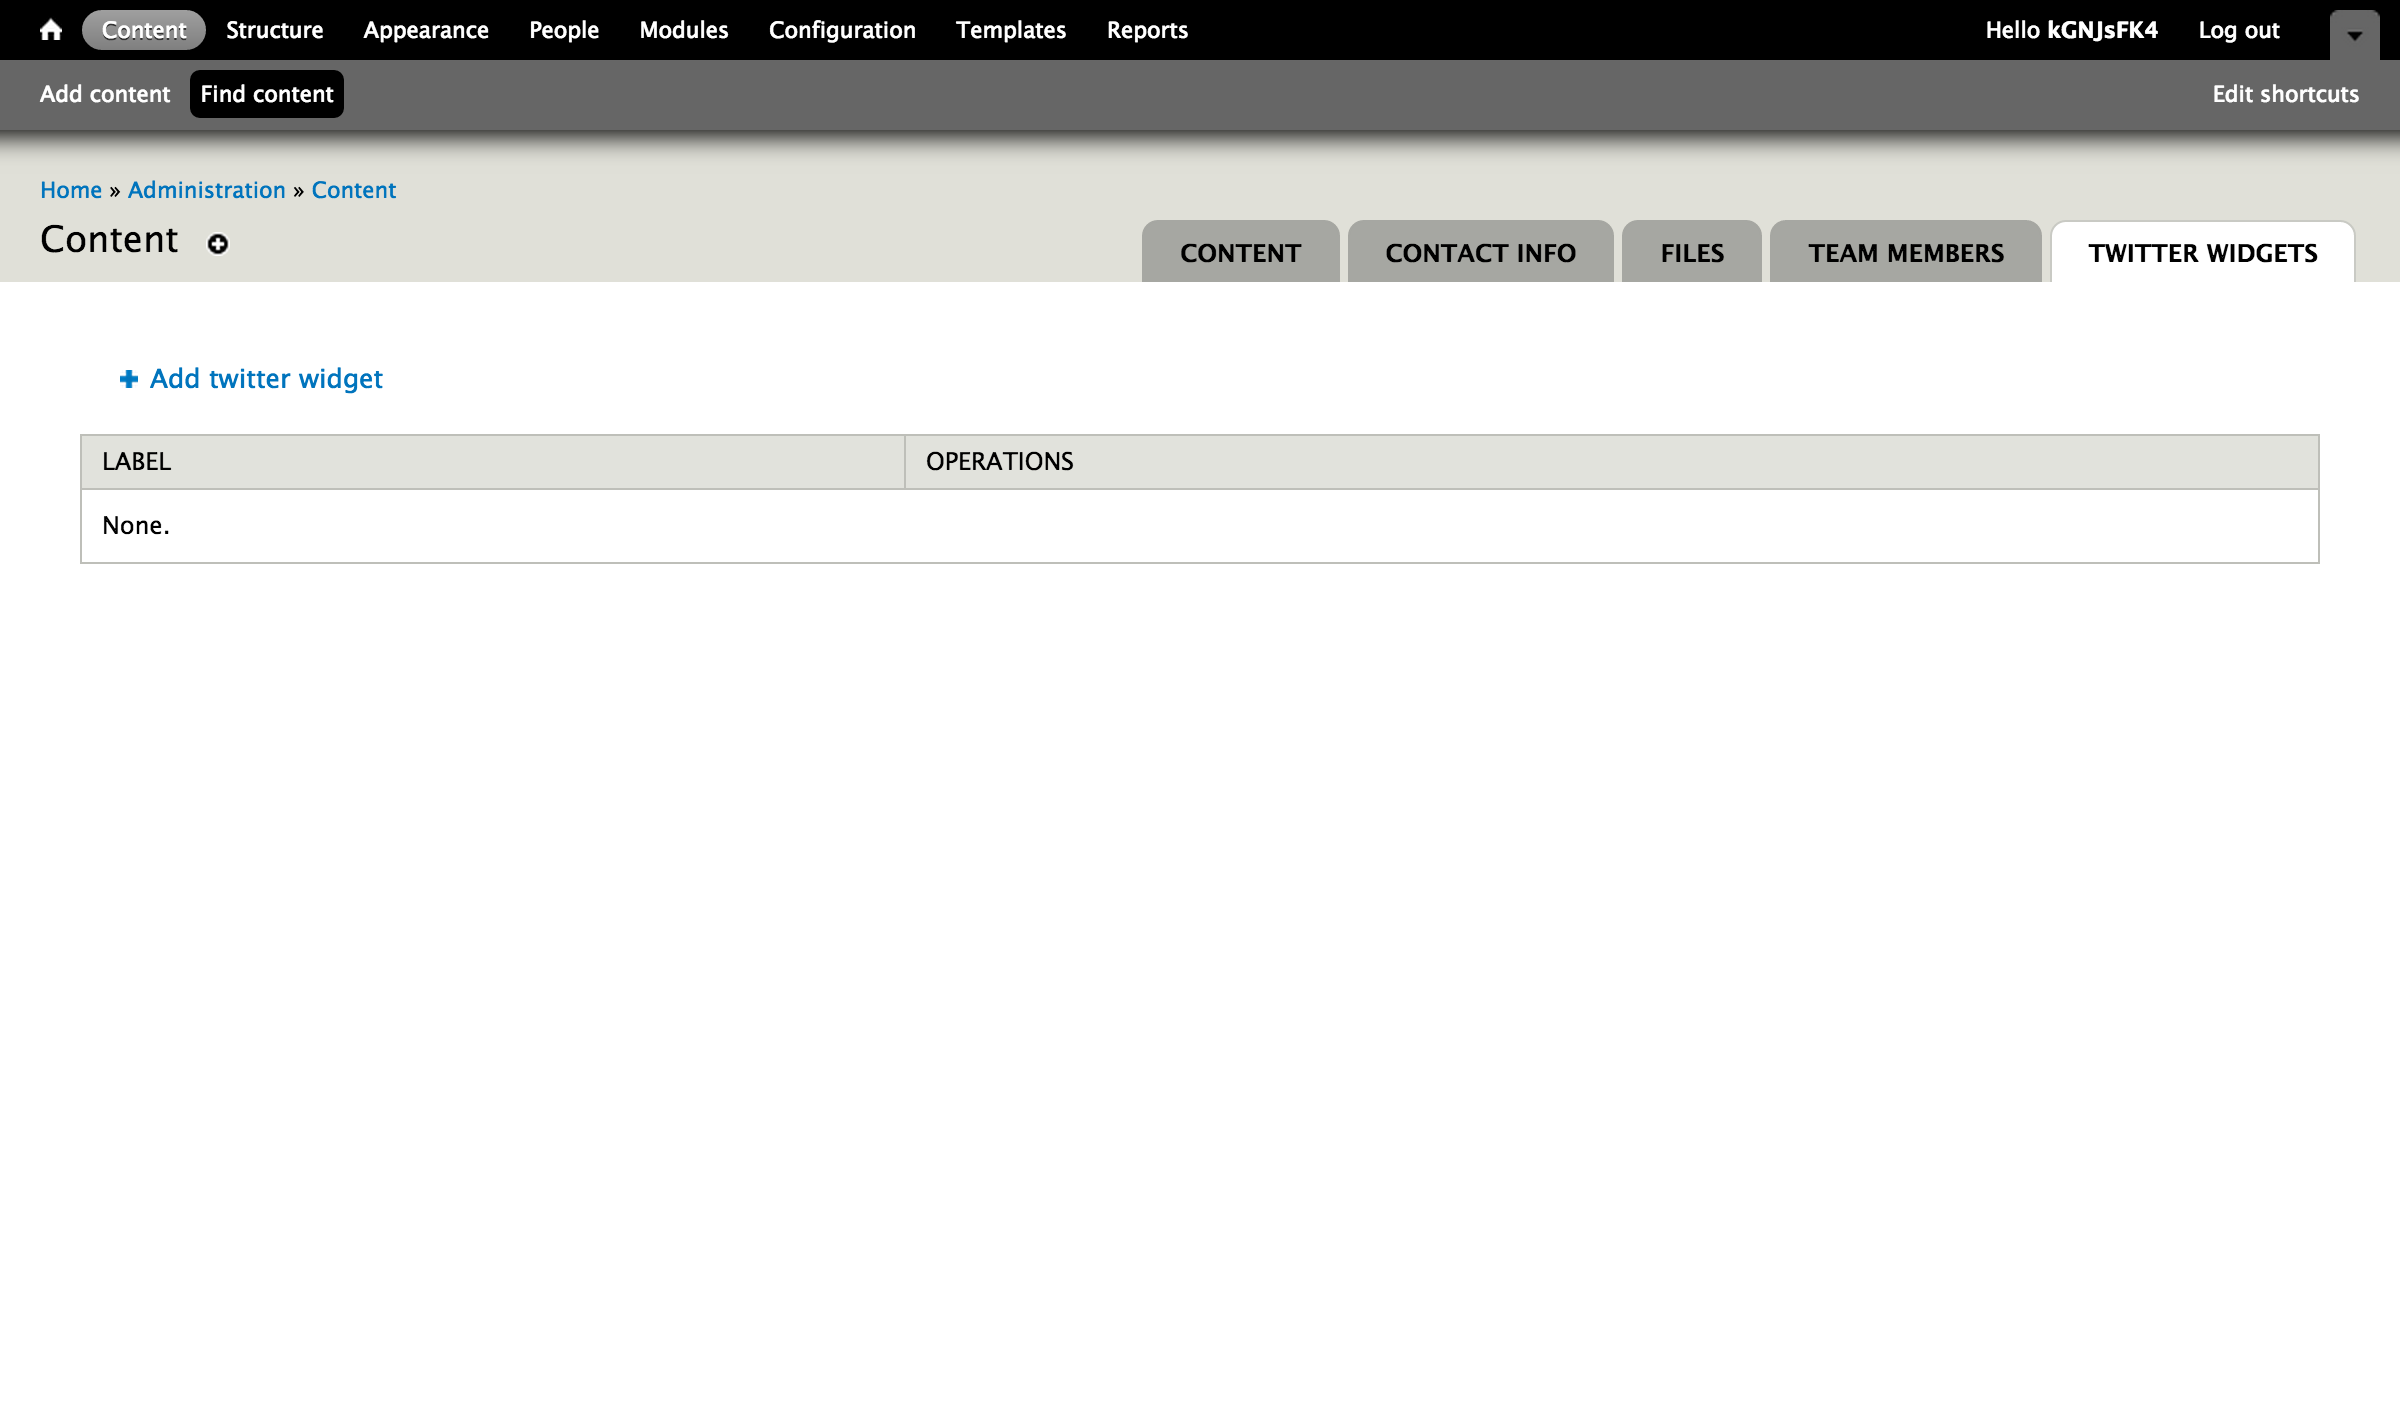 Content Structure Appearance People Modules Configuration Templates Reports Hello kGNJsFK4 Log out
Add content Find content Edit shortcuts
Home » Administration » Content
Content CONTENT CONTACT INFO FILES TEAM MEMBERS TWITTER WIDGETS
Add twitter widget
LABEL OPERATIONS
None.